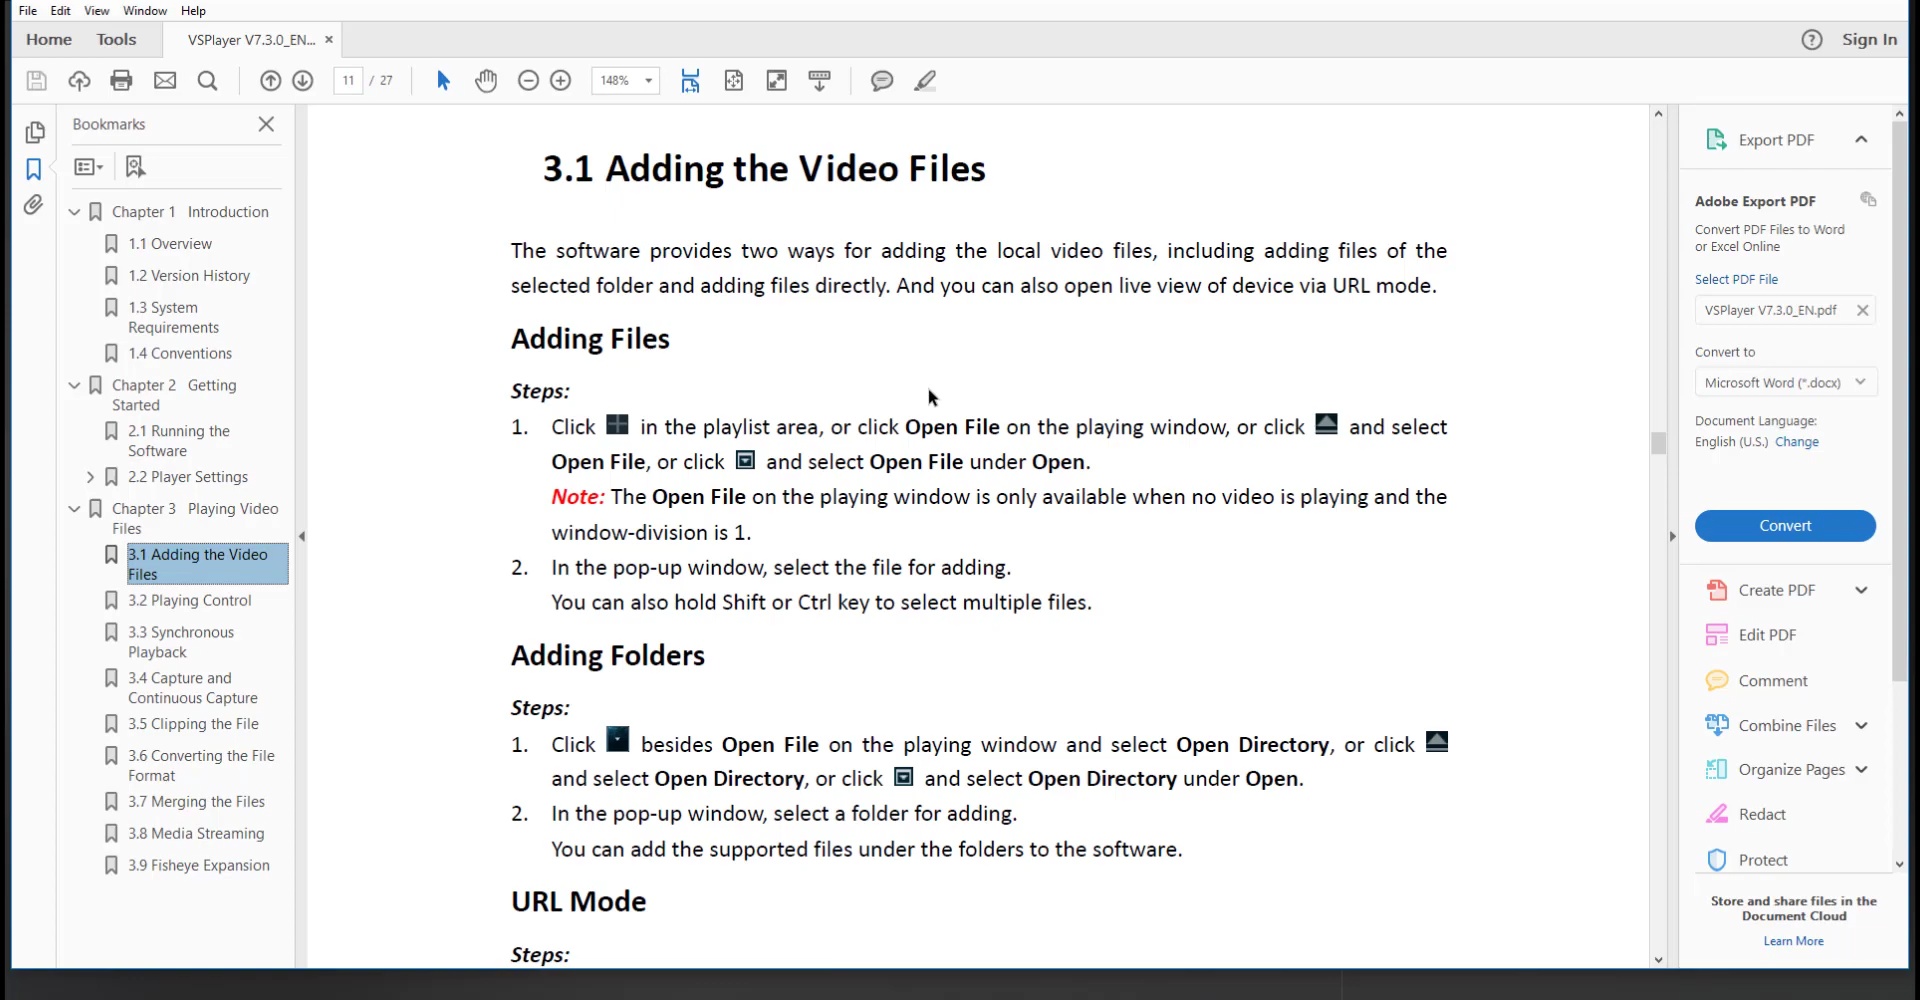 File Edit View Window Help
Home Tools VSPlayer V7.3.0_EN... × ? Sign In
11 / 27 148%
Bookmarks
Chapter 1 Introduction
1.1 Overview
1.2 Version History
1.3 System
Requirements
1.4 Conventions
Chapter 2 Getting
Started
2.1 Running the
Software
2.2 Player Settings
Chapter 3 Playing Video
Files
3.1 Adding the Video
Files
3.2 Playing Control
3.3 Synchronous
Playback
3.4 Capture and
Continuous Capture
3.5 Clipping the File
3.6 Converting the File
Format
3.7 Merging the Files
3.8 Media Streaming
3.9 Fisheye Expansion
3.1 Adding the Video Files
The software provides two ways for adding the local video files, including adding files of the
selected folder and adding files directly. And you can also open live view of device via URL mode.
Adding Files
Steps:
1. Click in the playlist area, or click Open File on the playing window, or click and select
Open File, or click and select Open File under Open.
Note: The Open File on the playing window is only available when no video is playing and the
window-division is 1.
2. In the pop-up window, select the file for adding.
You can also hold Shift or Ctrl key to select multiple files.
Adding Folders
Steps:
1. Click besides Open File on the playing window and select Open Directory, or click
and select Open Directory, or click and select Open Directory under Open.
2. In the pop-up window, select a folder for adding.
You can add the supported files under the folders to the software.
URL Mode
Steps:
Export PDF
Adobe Export PDF
Convert PDF Files to Word
or Excel Online
Select PDF File
VSPlayer V7.3.0_EN.pdf
Convert to
Microsoft Word (*.docx)
Document Language:
English (U.S.) Change
Convert
Create PDF
Edit PDF
Comment
Combine Files
Organize Pages
Redact
Protect
Store and share files in the
Document Cloud
Learn More